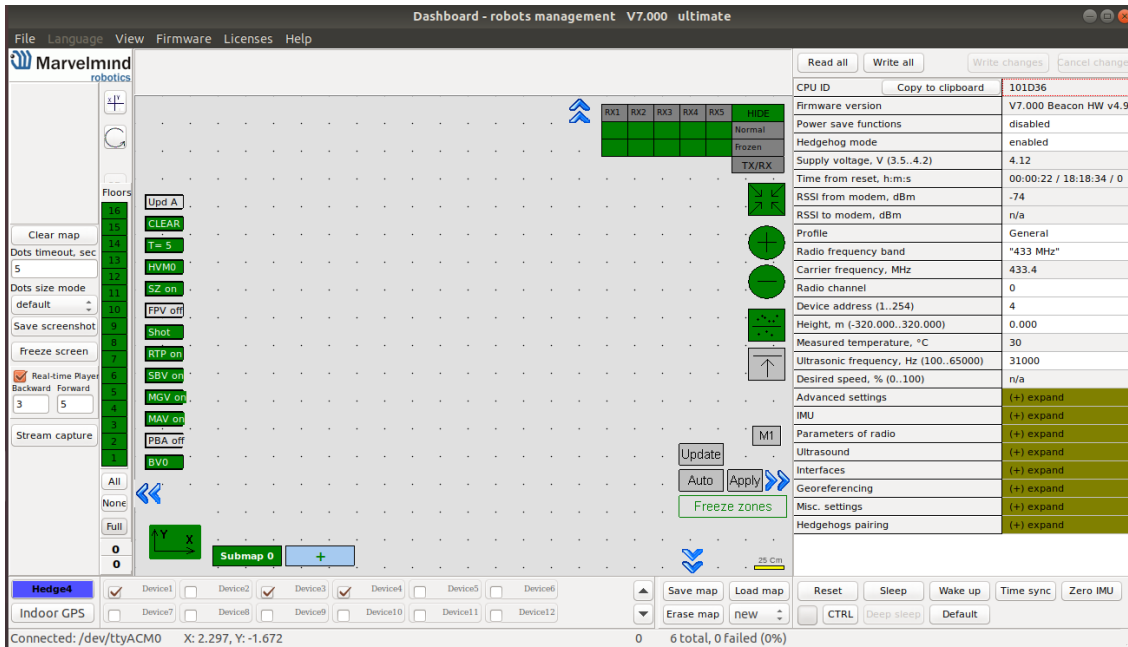 Dashboard - robots management V7.000 ultimate
File Language View Firmware Licenses Help
Marvelmind
robotics
Floors
16
15
14
13
12
11
10
9
8
7
6
5
4
3
2
1
All
None
Full
0
0
Clear map
Dots timeout, sec
5
Dots size mode
default
Save screenshot
Freeze screen
Real-time Player
Backward Forward
3 5
Stream capture
Upd A
CLEAR
T= 5
HVM0
SZ on
FPV off
Shot
RTP on
SBV on
MGV on
MAV on
PBA off
BV0
Y X
Submap 0 +
RX1 RX2 RX3 RX4 RX5 HIDE
Normal
Frozen
TX/RX
M1
Update
Auto Apply
Freeze zones
25 Cm
Read all Write all Write changes Cancel change
CPU ID Copy to clipboard 101D36
Firmware version V7.000 Beacon HW v4.9
Power save functions disabled
Hedgehog mode enabled
Supply voltage, V (3.5..4.2) 4.12
Time from reset, h:m:s 00:00:22 / 18:18:34 / 0
RSSI from modem, dBm -74
RSSI to modem, dBm n/a
Profile General
Radio frequency band "433 MHz"
Carrier frequency, MHz 433.4
Radio channel 0
Device address (1..254) 4
Height, m (-320.000..320.000) 0.000
Measured temperature, °C 30
Ultrasonic frequency, Hz (100..65000) 31000
Desired speed, % (0..100) n/a
Advanced settings (+) expand
IMU (+) expand
Parameters of radio (+) expand
Ultrasound (+) expand
Interfaces (+) expand
Georeferencing (+) expand
Misc. settings (+) expand
Hedgehogs pairing (+) expand
Hedge4 Device1 Device2 Device3 Device4 Device5 Device6
Indoor GPS Device7 Device8 Device9 Device10 Device11 Device12
Save map Load map
Erase map new
Reset Sleep Wake up Time sync Zero IMU
CTRL Deep sleep Default
Connected: /dev/ttyACM0 X: 2.297, Y: -1.672 0 6 total, 0 failed (0%)